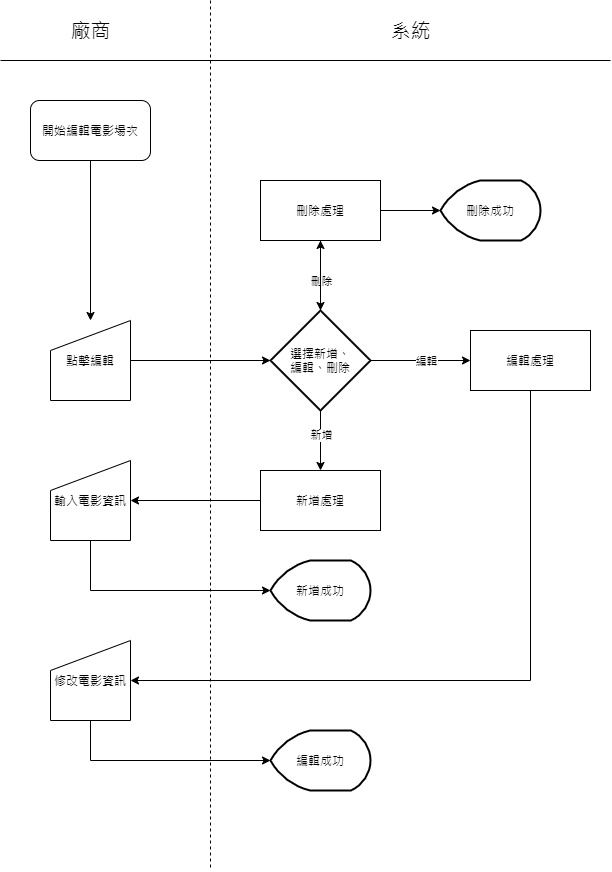 廠商
系統
開始編輯電影場次
刪除處理
刪除成功
刪除
點擊編輯
選擇新增、
編輯、刪除
編輯
編輯處理
新增
輸入電影資訊
新增處理
新增成功
修改電影資訊
編輯成功